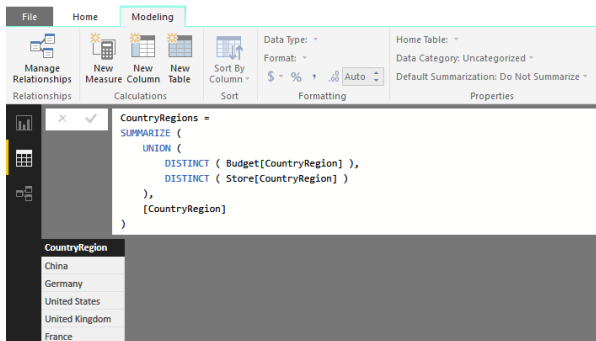 File Home Modeling
Manage Relationships
New Measure
New Column
New Table
Sort By Column
Data Type:
Format:
$ % , .00 Auto
Home Table:
Data Category: Uncategorized
Default Summarization: Do Not Summarize
Relationships Calculations Sort Formatting Properties
CountryRegions =
SUMMARIZE (
UNION (
DISTINCT ( Budget[CountryRegion] ),
DISTINCT ( Store[CountryRegion] )
),
[CountryRegion]
)
CountryRegion
China
Germany
United States
United Kingdom
France